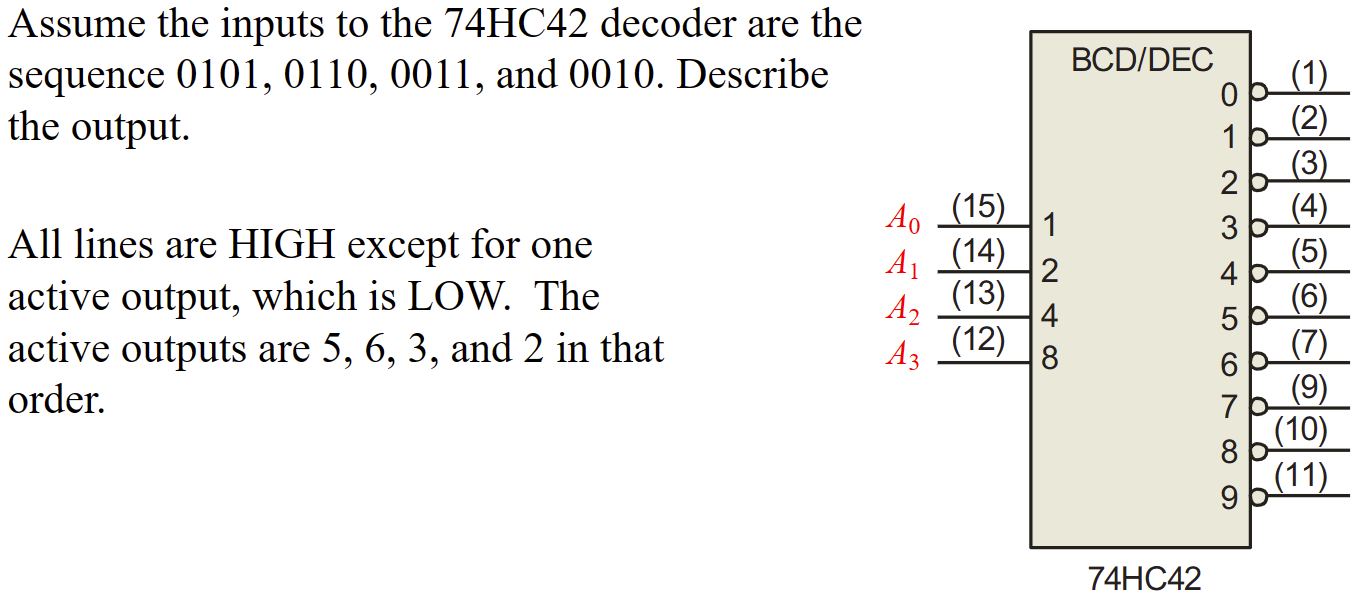 Assume the inputs to the 74HC42 decoder are the
sequence 0101, 0110, 0011, and 0010. Describe
the output.
All lines are HIGH except for one
active output, which is LOW.  The
active outputs are 5, 6, 3, and 2 in that
order.
BCD/DEC
A0 (15) 1
A1 (14) 2
A2 (13) 4
A3 (12) 8
0 (1)
1 (2)
2 (3)
3 (4)
4 (5)
5 (6)
6 (7)
7 (9)
8 (10)
9 (11)
74HC42